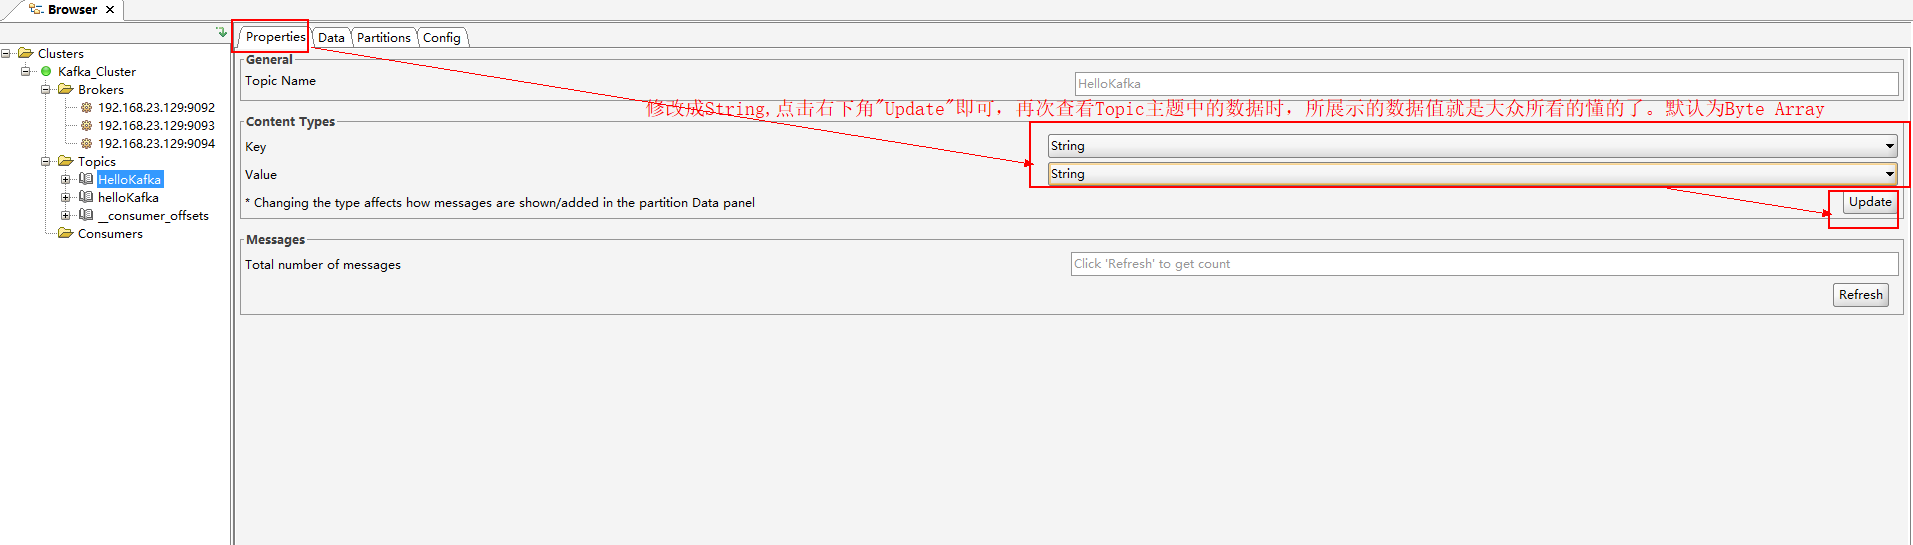 Browser
Clusters
Kafka_Cluster
Brokers
192.168.23.129:9092
192.168.23.129:9093
192.168.23.129:9094
Topics
HelloKafka
helloKafka
__consumer_offsets
Consumers
Properties Data Partitions Config
General
Topic Name HelloKafka
修改成String,点击右下角"Update"即可，再次查看Topic主题中的数据时，所展示的数据值就是大众所看的懂的了。默认为Byte Array
Content Types
Key String
Value String
* Changing the type affects how messages are shown/added in the partition Data panel Update
Messages
Total number of messages Click 'Refresh' to get count
Refresh